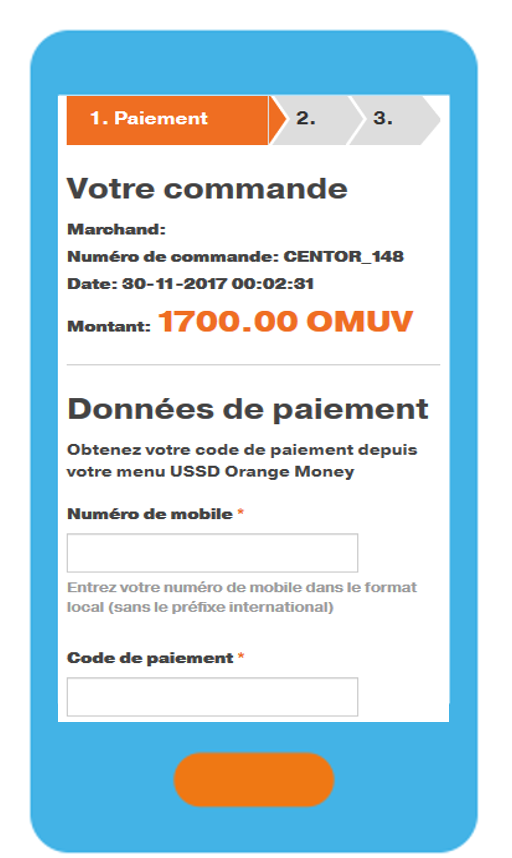 1. Paiement 2. 3.
Votre commande
Marchand:
Numéro de commande: CENTOR_148
Date: 30-11-2017 00:02:31
Montant: 1700.00 OMUV
Données de paiement
Obtenez votre code de paiement depuis
votre menu USSD Orange Money
Numéro de mobile *
Entrez votre numéro de mobile dans le format
local (sans le préfixe international)
Code de paiement *